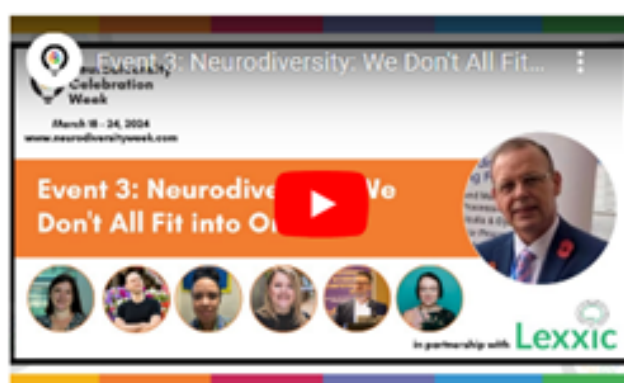 Event 3: Neurodiversity: We Don't All Fit...
Celebration
Week
March 18 - 24, 2024
www.neurodiversityweek.com
Event 3: Neurodive We
Don't All Fit into O
in partnership with Lexxic